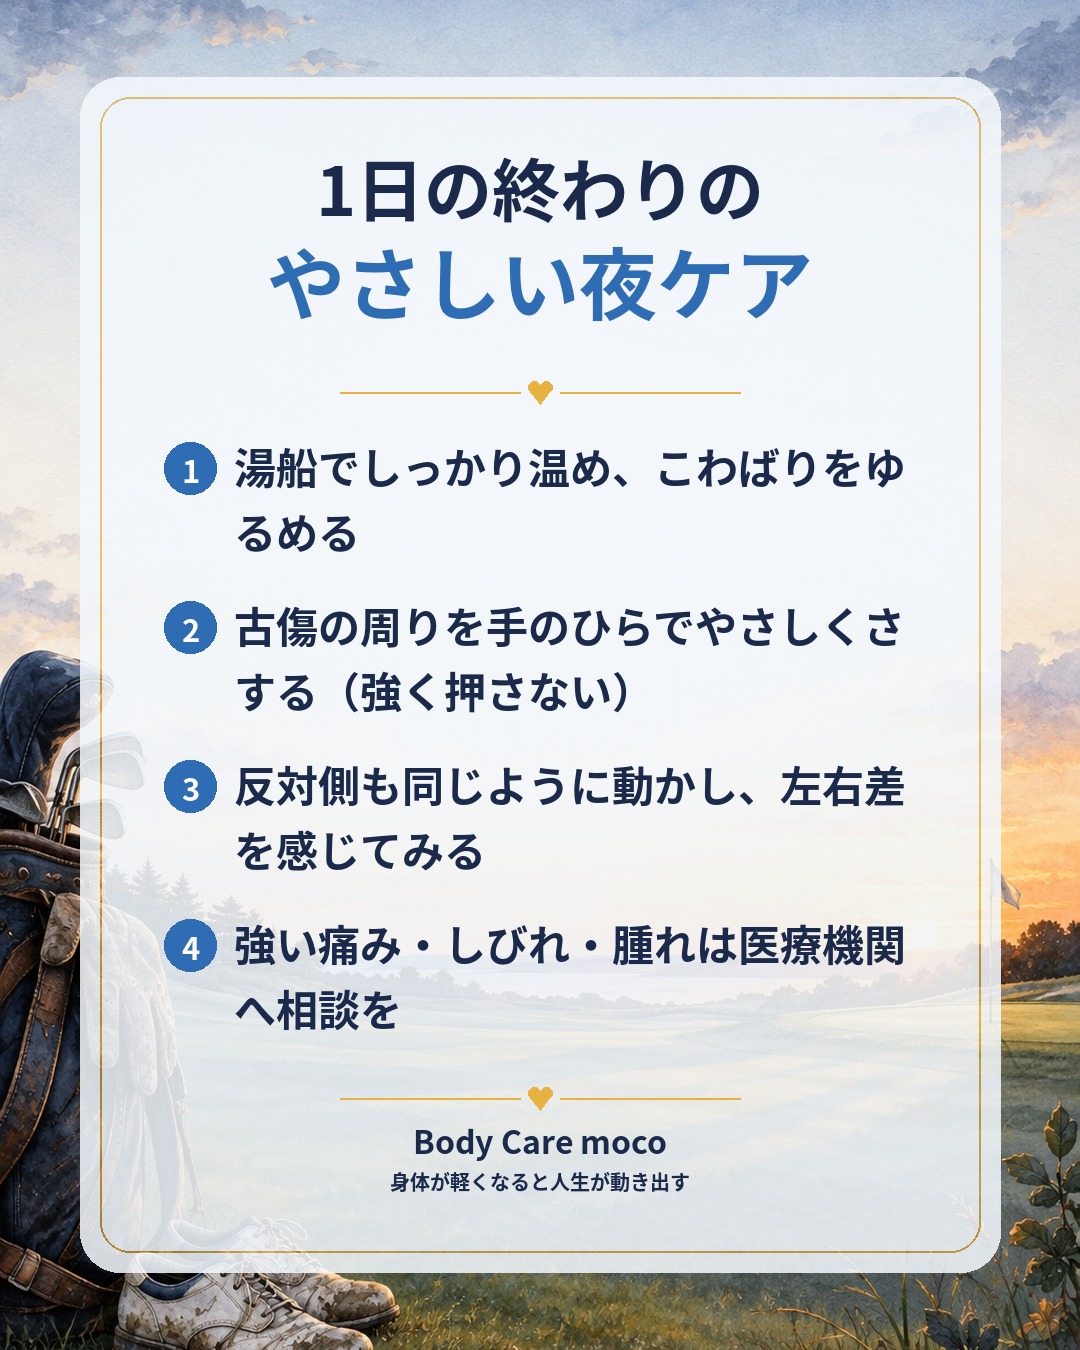 1日の終わりの
やさしい夜ケア
1 湯船でしっかり温め、こわばりをゆ
るめる
2 古傷の周りを手のひらでやさしくさ
する（強く押さない）
3 反対側も同じように動かし、左右差
を感じてみる
4 強い痛み・しびれ・腫れは医療機関
へ相談を
Body Care moco
身体が軽くなると人生が動き出す